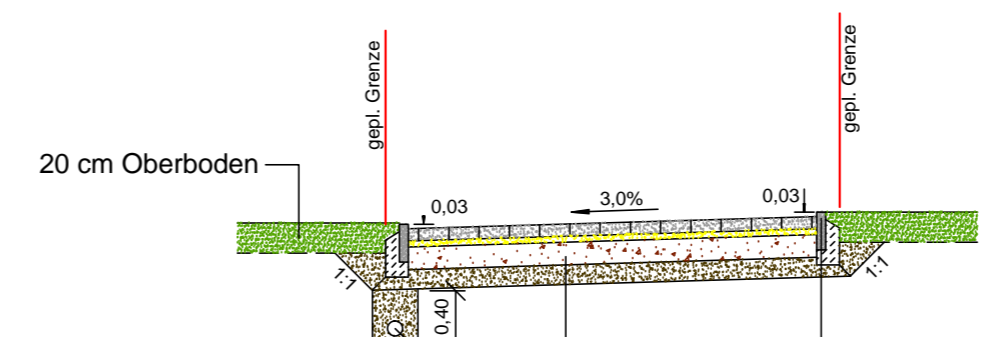 gepl. Grenze
gepl. Grenze
20 cm Oberboden
0,03
3,0%
0,03
1:1
1:1
0,40
Q